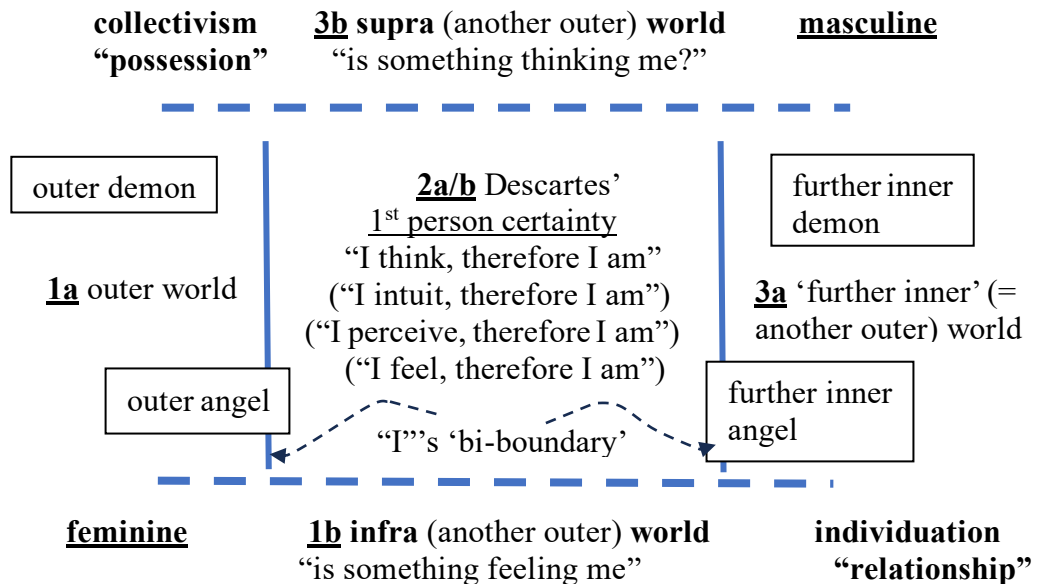 collectivism
"possession"
3b supra (another outer) world
"is something thinking me?"
masculine
outer demon
2a/b Descartes'
1st person certainty
"I think, therefore I am"
("I intuit, therefore I am")
("I perceive, therefore I am")
("I feel, therefore I am")
further inner
demon
1a outer world
3a 'further inner' (=
another outer) world
outer angel
further inner
angel
"I"'s 'bi-boundary'
feminine
1b infra (another outer) world
"is something feeling me"
individuation
"relationship"